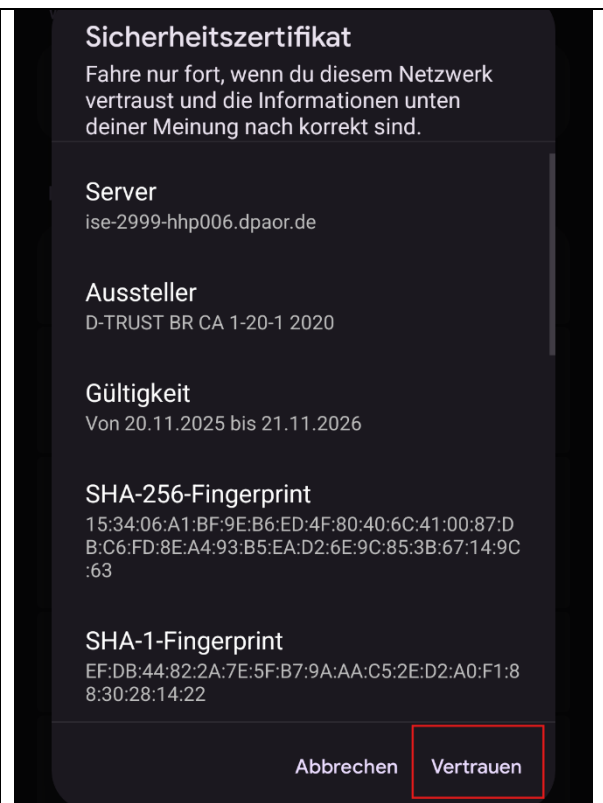 Sicherheitszertifikat
Fahre nur fort, wenn du diesem Netzwerk
vertraust und die Informationen unten
deiner Meinung nach korrekt sind.
Server
ise-2999-hhp006.dpaor.de
Aussteller
D-TRUST BR CA 1-20-1 2020
Gültigkeit
Von 20.11.2025 bis 21.11.2026
SHA-256-Fingerprint
15:34:06:A1:BF:9E:B6:ED:4F:80:40:6C:41:00:87:D
B:C6:FD:8E:A4:93:B5:EA:D2:6E:9C:85:3B:67:14:9C
:63
SHA-1-Fingerprint
EF:DB:44:82:2A:7E:5F:B7:9A:AA:C5:2E:D2:A0:F1:8
8:30:28:14:22
Abbrechen Vertrauen